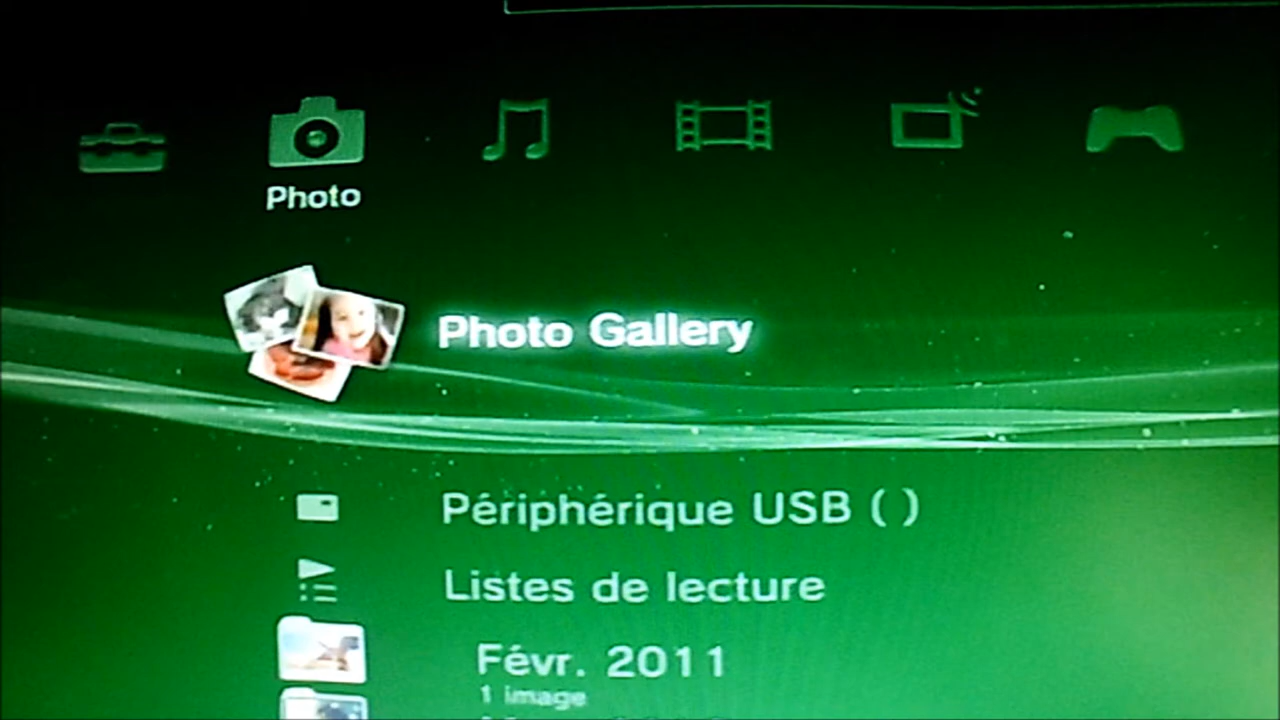 Photo
Photo Gallery
Périphérique USB ( )
Listes de lecture
Févr. 2011
1 image